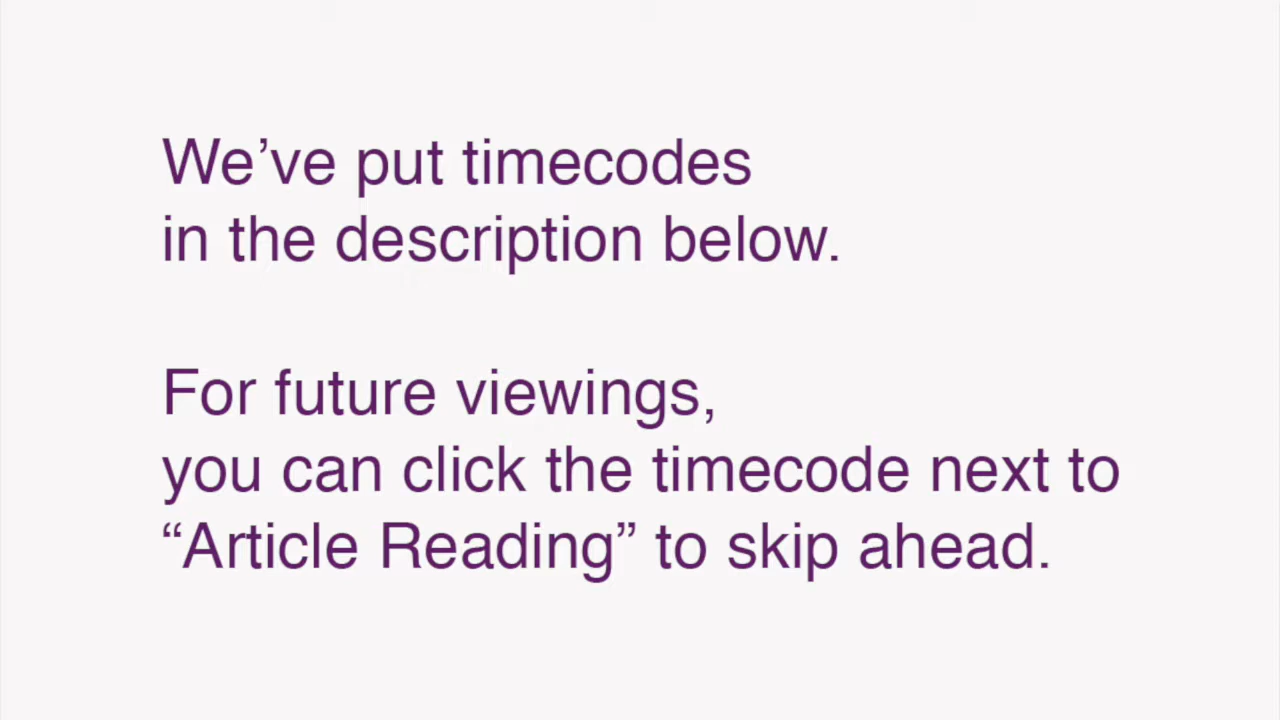 We’ve put timecodes
in the description below.
For future viewings,
you can click the timecode next to
“Article Reading” to skip ahead.